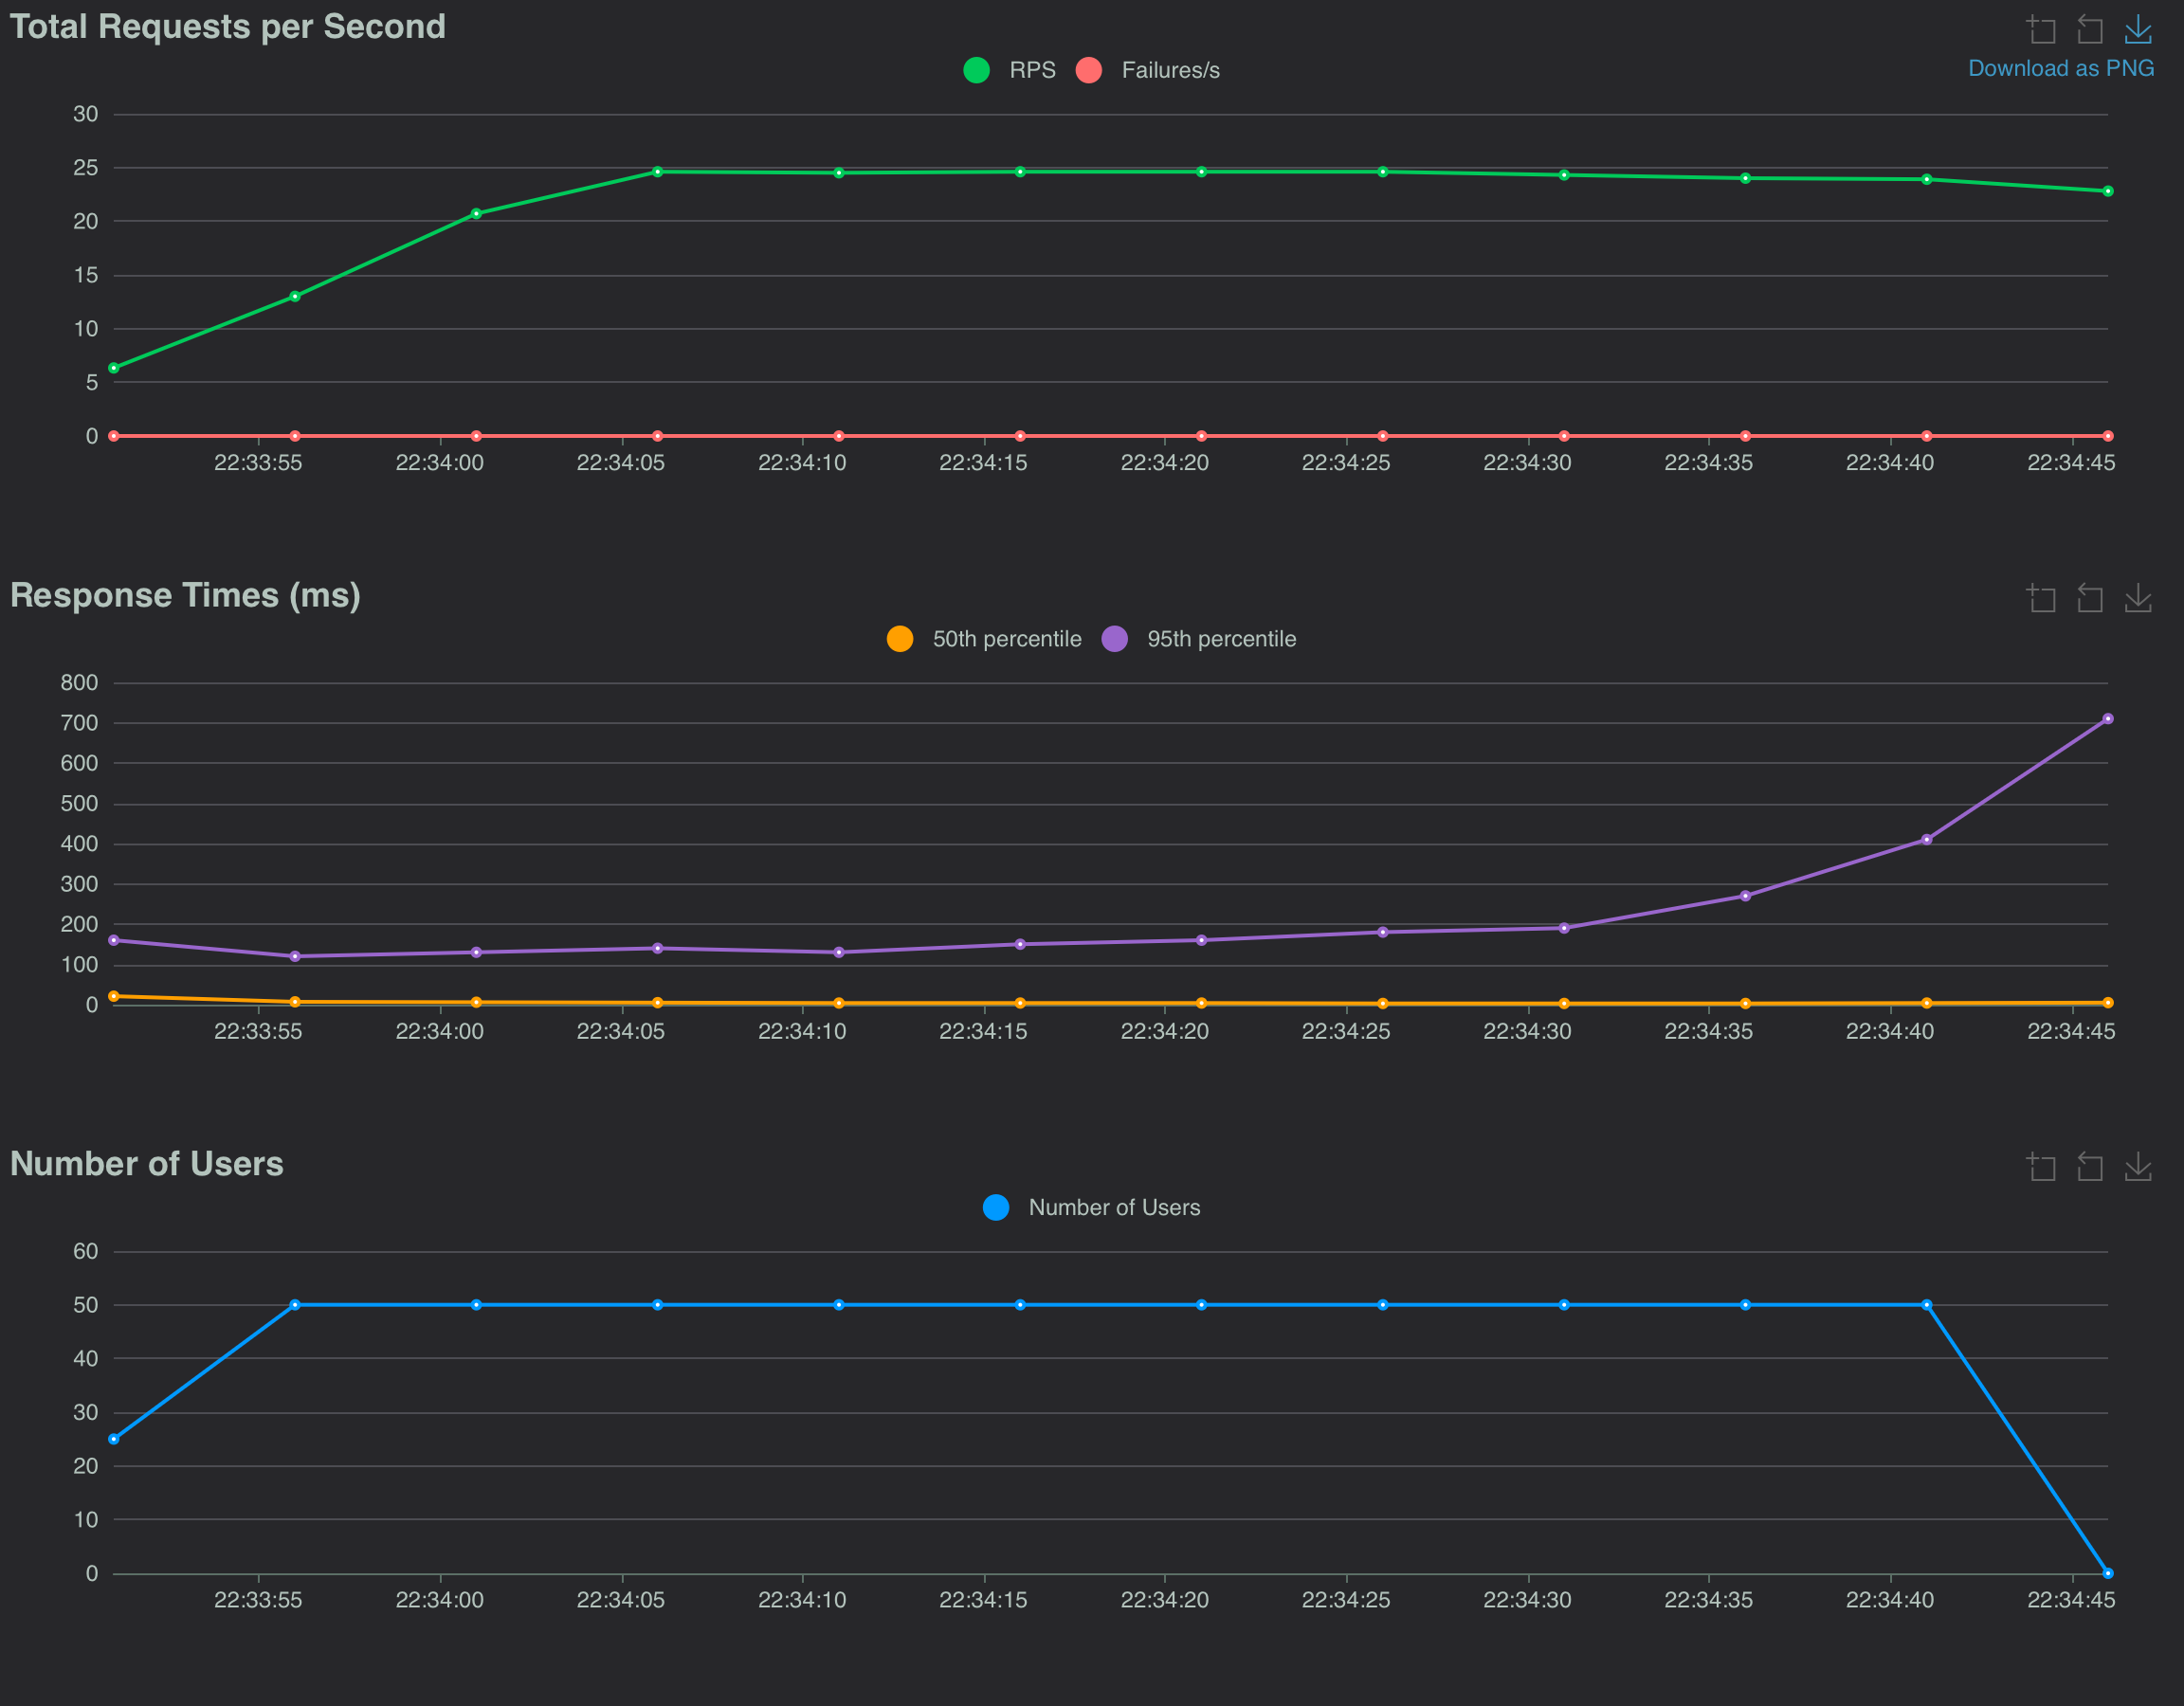 Total Requests per Second
Download as PNG
RPS Failures/s
30
25
20
15
10
5
0
22:33:55 22:34:00 22:34:05 22:34:10 22:34:15 22:34:20 22:34:25 22:34:30 22:34:35 22:34:40 22:34:45
Response Times (ms)
50th percentile 95th percentile
800
700
600
500
400
300
200
100
0
22:33:55 22:34:00 22:34:05 22:34:10 22:34:15 22:34:20 22:34:25 22:34:30 22:34:35 22:34:40 22:34:45
Number of Users
Number of Users
60
50
40
30
20
10
0
22:33:55 22:34:00 22:34:05 22:34:10 22:34:15 22:34:20 22:34:25 22:34:30 22:34:35 22:34:40 22:34:45